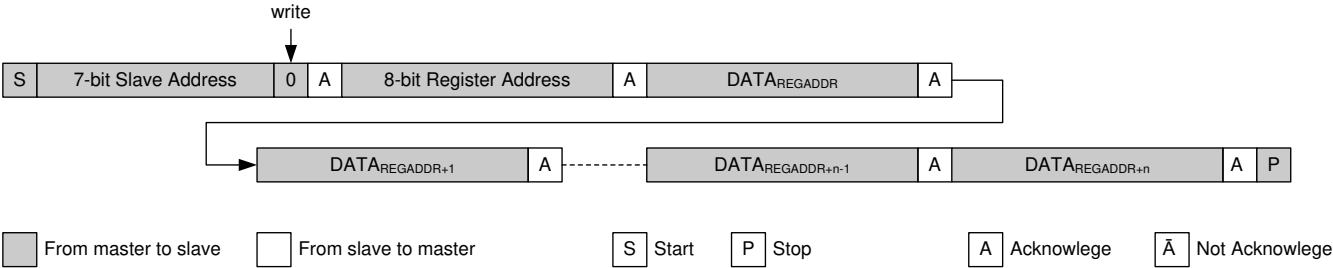 write
S 7-bit Slave Address 0 A 8-bit Register Address A DATAREGADDR A
DATAREGADDR+1 A DATAREGADDR+n-1 A DATAREGADDR+n A P
From master to slave From slave to master S Start P Stop A Acknowlege Ā Not Acknowlege